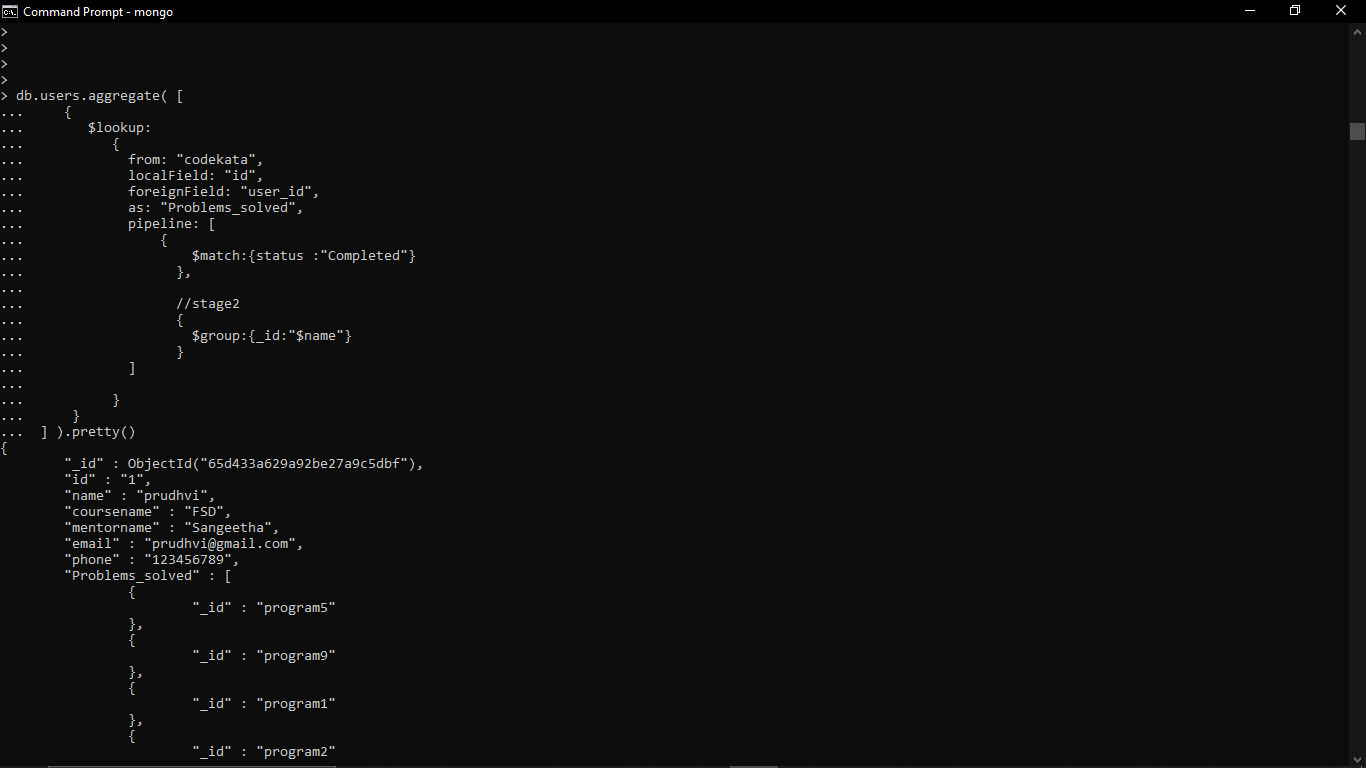 Command Prompt - mongo
>
>
>
>
> db.users.aggregate( [
...     {
...        $lookup:
...           {
...             from: "codekata",
...             localField: "id",
...             foreignField: "user_id",
...             as: "Problems_solved",
...             pipeline: [
...                 {
...                     $match:{status :"Completed"}
...                   },
...
...                   //stage2
...                   {
...                     $group:{_id:"$name"}
...                   }
...             ]
...
...           }
...      }
...  ] ).pretty()
{
        "_id" : ObjectId("65d433a629a92be27a9c5dbf"),
        "id" : "1",
        "name" : "prudhvi",
        "coursename" : "FSD",
        "mentorname" : "Sangeetha",
        "email" : "prudhvi@gmail.com",
        "phone" : "123456789",
        "Problems_solved" : [
                {
                        "_id" : "program5"
                },
                {
                        "_id" : "program9"
                },
                {
                        "_id" : "program1"
                },
                {
                        "_id" : "program2"